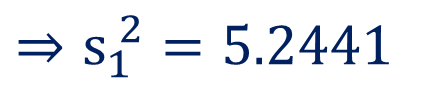 ⇒ s₁² = 5.2441